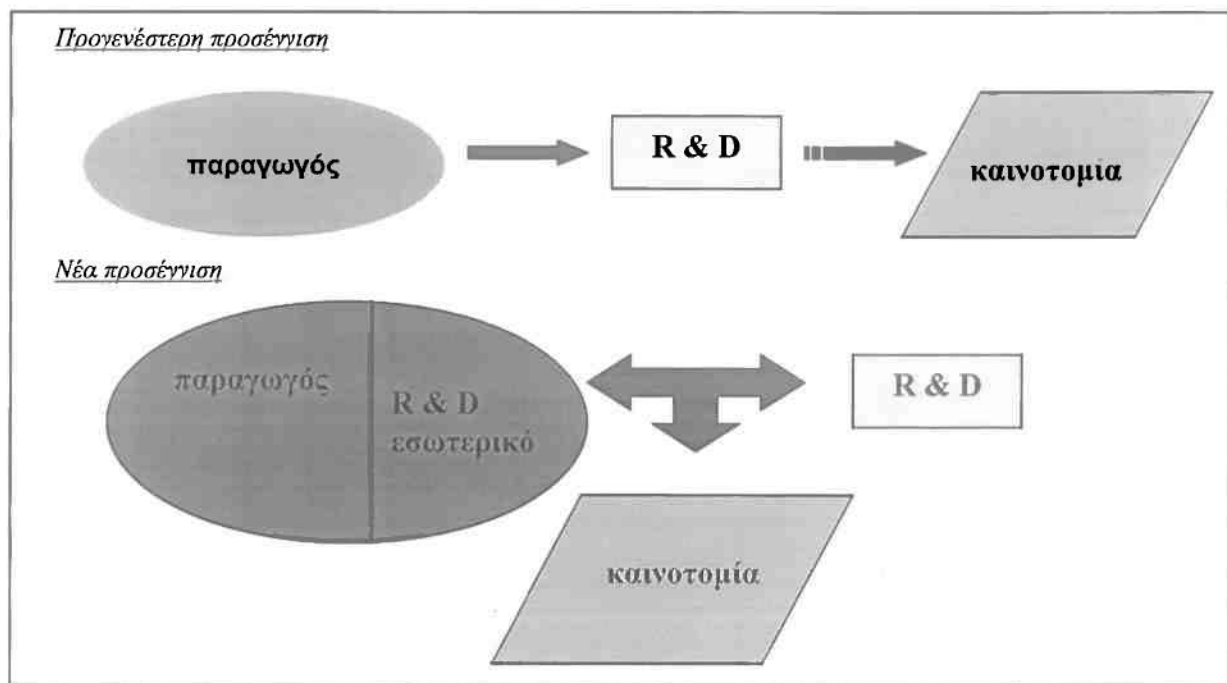 Προγενέστερη προσέγγιση
παραγωγός
R & D
καινοτομία
Νέα προσέγγιση
παραγωγός
R & D
εσωτερικό
R & D
καινοτομία